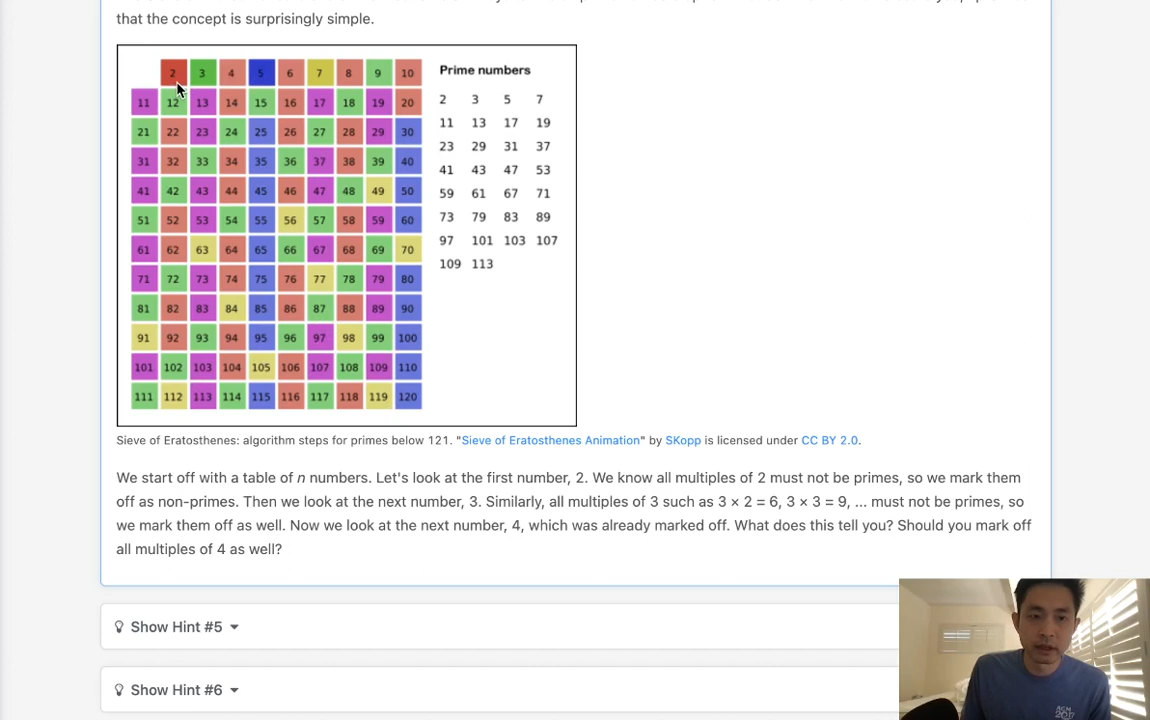 that the concept is surprisingly simple.
2 3 4 5 6 7 8 9 10 Prime numbers
11 12 13 14 15 16 17 18 19 20 2 3 5 7
21 22 23 24 25 26 27 28 29 30 11 13 17 19
31 32 33 34 35 36 37 38 39 40 23 29 31 37
41 42 43 44 45 46 47 48 49 50 41 43 47 53
51 52 53 54 55 56 57 58 59 60 59 61 67 71
61 62 63 64 65 66 67 68 69 70 73 79 83 89
71 72 73 74 75 76 77 78 79 80 97 101 103 107
81 82 83 84 85 86 87 88 89 90 109 113
91 92 93 94 95 96 97 98 99 100
101 102 103 104 105 106 107 108 109 110
111 112 113 114 115 116 117 118 119 120
Sieve of Eratosthenes: algorithm steps for primes below 121. "Sieve of Eratosthenes Animation" by SKopp is licensed under CC BY 2.0.
We start off with a table of n numbers. Let's look at the first number, 2. We know all multiples of 2 must not be primes, so we mark them
off as non-primes. Then we look at the next number, 3. Similarly, all multiples of 3 such as 3 × 2 = 6, 3 × 3 = 9, ... must not be primes, so
we mark them off as well. Now we look at the next number, 4, which was already marked off. What does this tell you? Should you mark off
all multiples of 4 as well?
Show Hint #5
Show Hint #6
ACM
2017